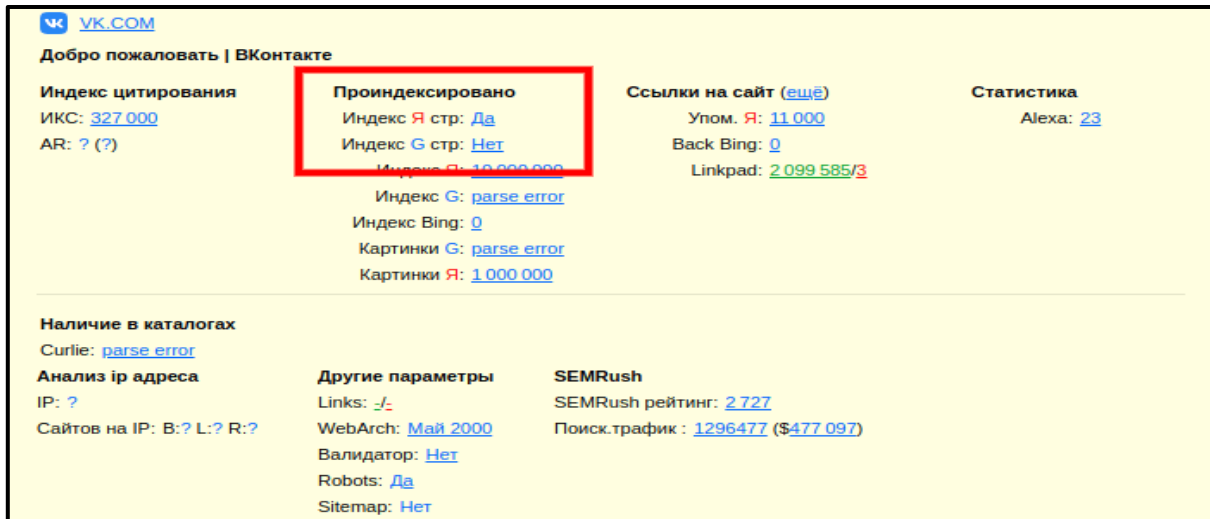 VK.COM
Добро пожаловать | ВКонтакте
Индекс цитирования
ИКС: 327 000
AR: ? (?)
Проиндексировано
Индекс Я стр: Да
Индекс G стр: Нет
Индекс Я: 10 000 000
Индекс G: parse error
Индекс Bing: 0
Картинки G: parse error
Картинки Я: 1 000 000
Ссылки на сайт (ещё)
Упом. Я: 11 000
Back Bing: 0
Linkpad: 2 099 585/3
Статистика
Alexa: 23
Наличие в каталогах
Curlie: parse error
Анализ ip адреса
IP: ?
Сайтов на IP: B:? L:? R:?
Другие параметры
Links: -/-
WebArch: Май 2000
Валидатор: Нет
Robots: Да
Sitemap: Нет
SEMRush
SEMRush рейтинг: 2 727
Поиск.трафик : 1296477 ($477 097)